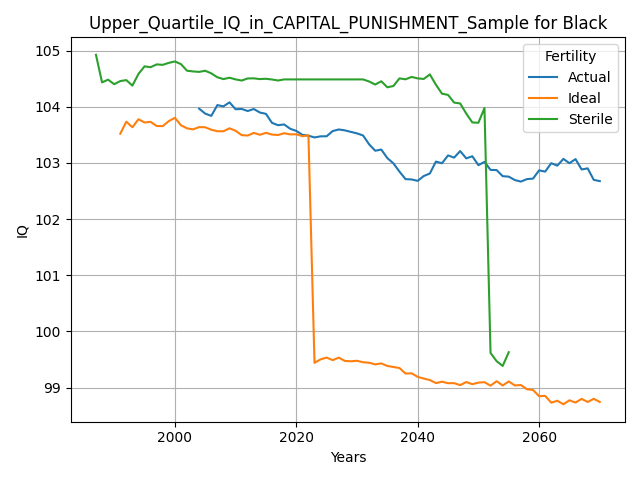 Upper_Quartile_IQ_in_CAPITAL_PUNISHMENT_Sample for Black
Fertility
Actual
Ideal
Sterile
105
104
103
102
101
100
99
IQ
2000 2020 2040 2060
Years